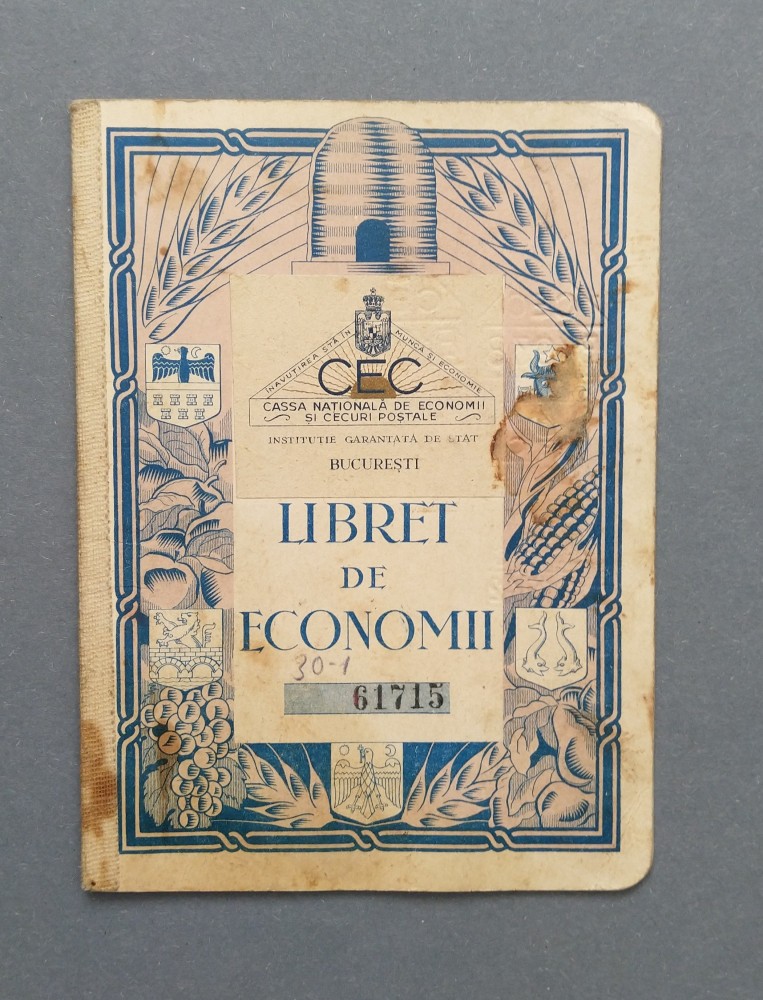 ÎNAVUȚIREA STĂ ÎN MUNCĂ ȘI ECONOMIE
CEC
CASSA NAȚIONALĂ DE ECONOMII
ȘI CECURI POȘTALE
INSTITUȚIE GARANTATĂ DE STAT
BUCUREȘTI
LIBRET
DE
ECONOMII
30-1
61715